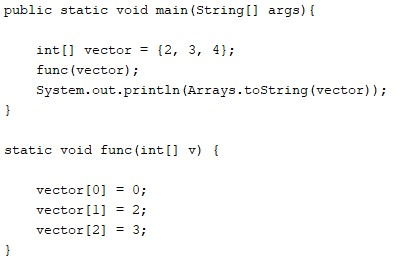 public static void main(String[] args){
int[] vector = {2, 3, 4};
func(vector);
System.out.println(Arrays.toString(vector));
}
static void func(int[] v) {
vector[0] = 0;
vector[1] = 2;
vector[2] = 3;
}